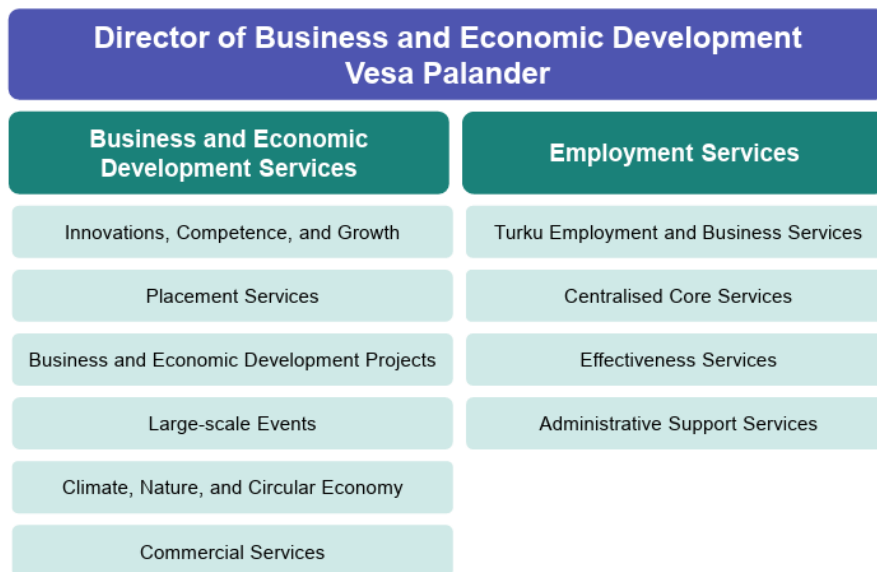 Director of Business and Economic Development
Vesa Palander
Business and Economic
Development Services
Innovations, Competence, and Growth
Placement Services
Business and Economic Development Projects
Large-scale Events
Climate, Nature, and Circular Economy
Commercial Services
Employment Services
Turku Employment and Business Services
Centralised Core Services
Effectiveness Services
Administrative Support Services